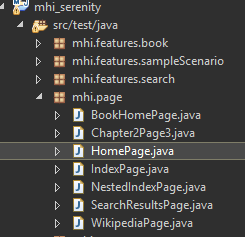 mhi_serenity
src/test/java
mhi.features.book
mhi.features.sampleScenario
mhi.features.search
mhi.page
BookHomePage.java
Chapter2Page3.java
HomePage.java
IndexPage.java
NestedIndexPage.java
SearchResultsPage.java
WikipediaPage.java